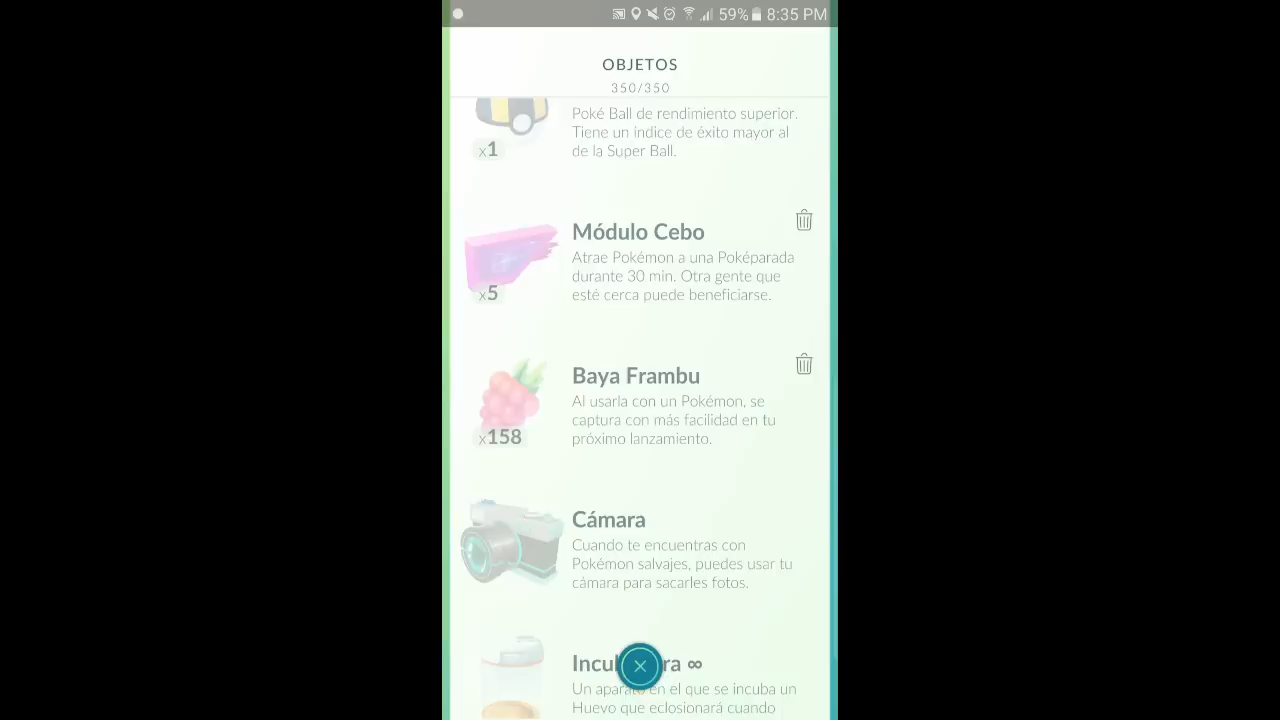 59% 8:35 PM
OBJETOS
350/350
Poké Ball de rendimiento superior.
Tiene un índice de éxito mayor al
de la Super Ball.
x1
Módulo Cebo
Atrae Pokémon a una Poképarada
durante 30 min. Otra gente que
esté cerca puede beneficiarse.
x5
Baya Frambu
Al usarla con un Pokémon, se
captura con más facilidad en tu
próximo lanzamiento.
x158
Cámara
Cuando te encuentras con
Pokémon salvajes, puedes usar tu
cámara para sacarles fotos.
∞
Un aparato en el que se incuba un
Huevo que eclosionará cuando